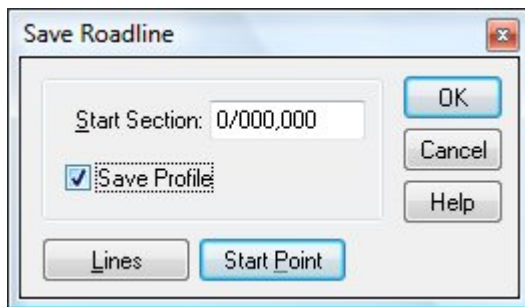 Save Roadline
Start Section: 0/000,000
OK
Cancel
Save Profile
Help
Lines
Start Point